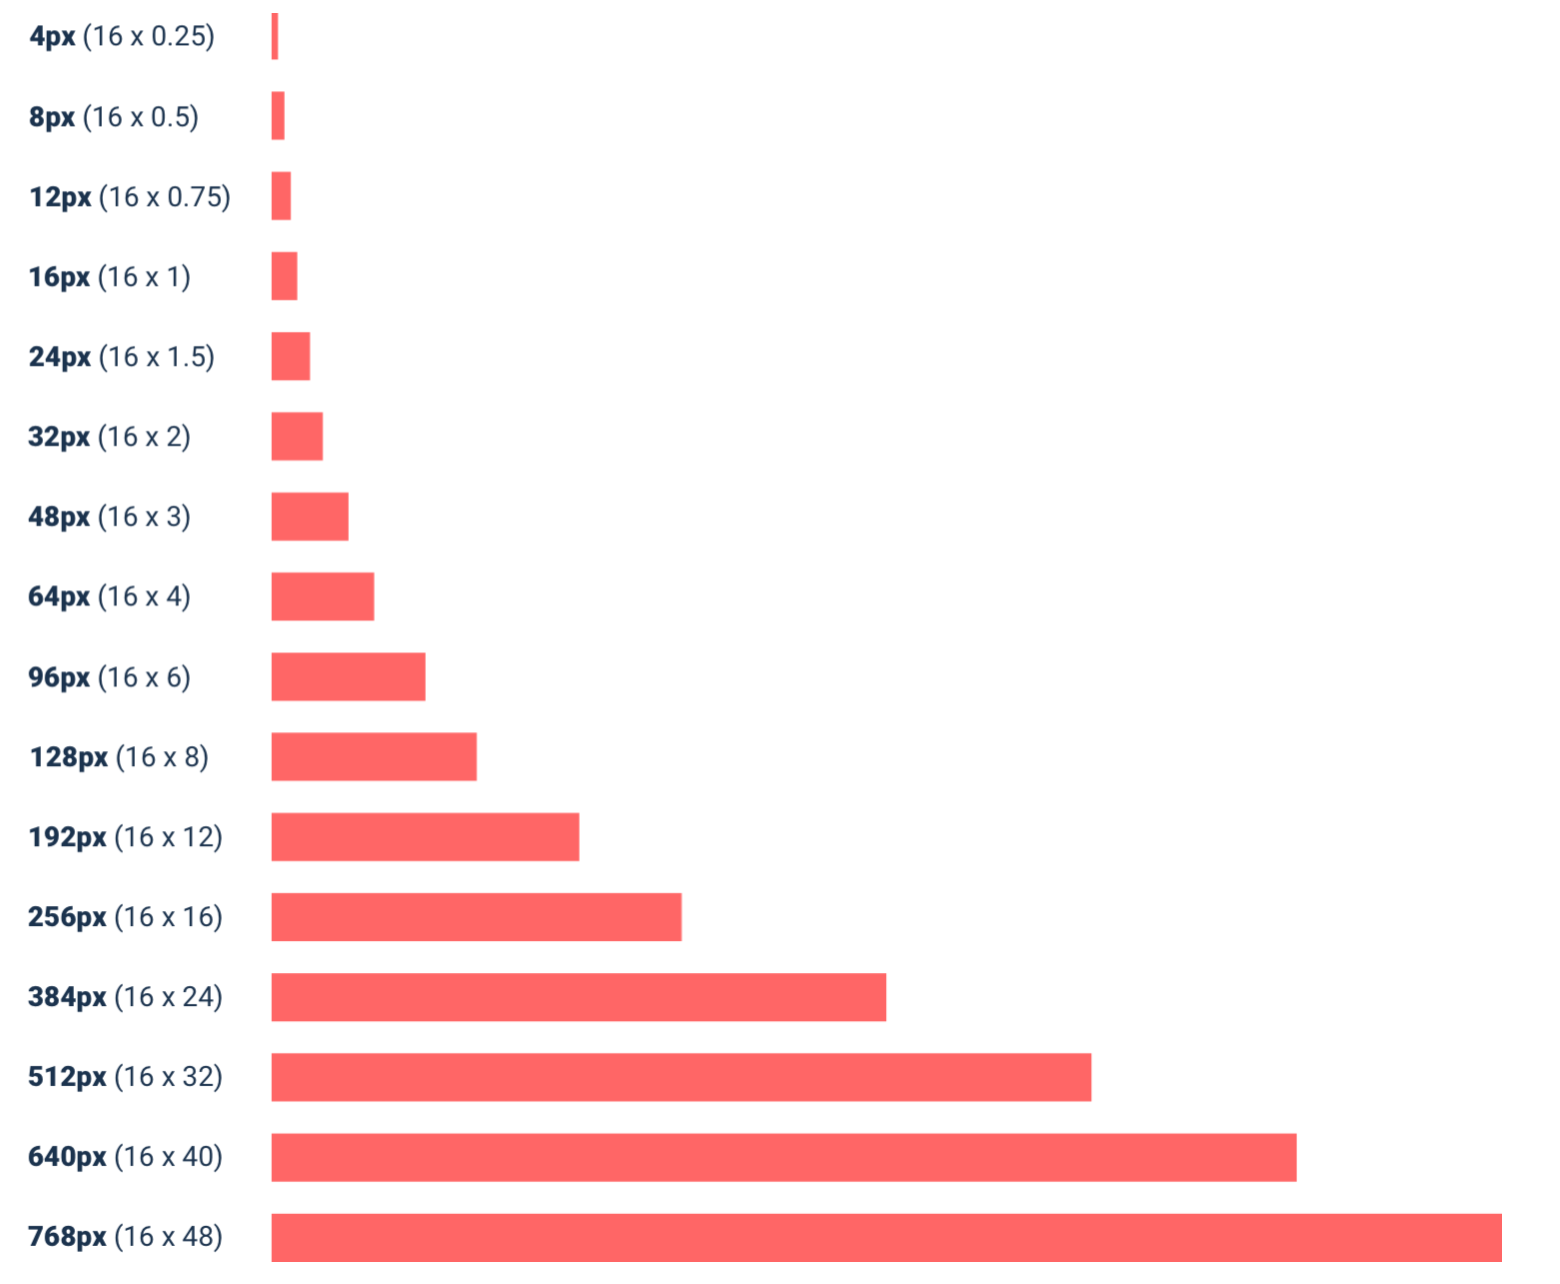 4px (16 x 0.25)
8px (16 x 0.5)
12px (16 x 0.75)
16px (16 x 1)
24px (16 x 1.5)
32px (16 x 2)
48px (16 x 3)
64px (16 x 4)
96px (16 x 6)
128px (16 x 8)
192px (16 x 12)
256px (16 x 16)
384px (16 x 24)
512px (16 x 32)
640px (16 x 40)
768px (16 x 48)